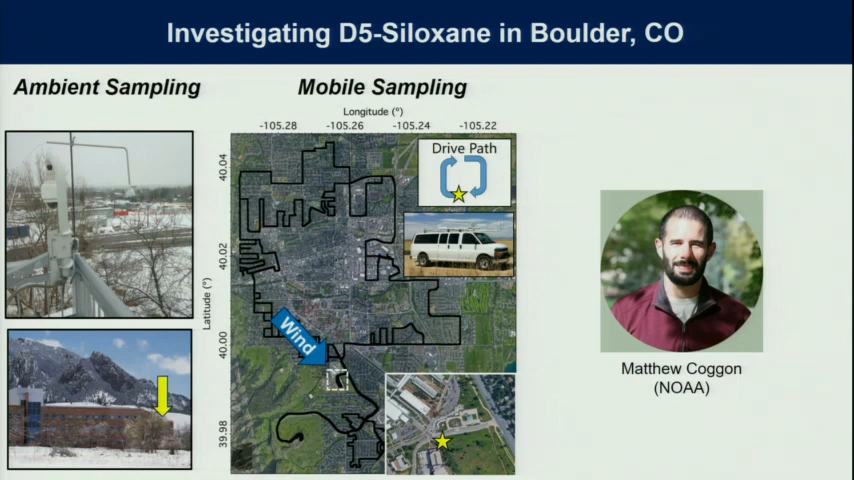 Investigating D5-Siloxane in Boulder, CO
Ambient Sampling
Mobile Sampling
Longitude (°)
-105.28 -105.26 -105.24 -105.22
Latitude (°)
40.04
40.02
40.00
39.98
Drive Path
Wind
Matthew Coggon
(NOAA)